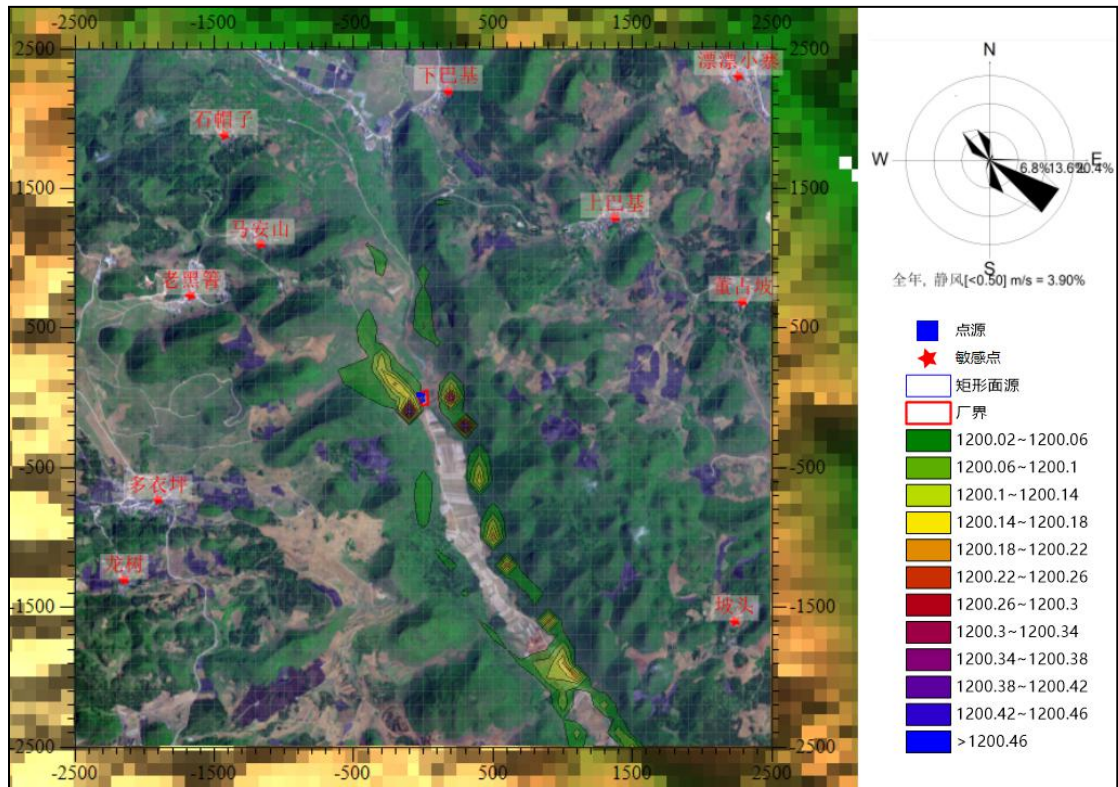 -2500
-1500
-500
500
1500
2500
2500
2500
漂漂小寨
下巴基
石帽子
1500
1500
上巴基
马安山
老黑箐
董占坡
500
500
-500
-500
多衣坪
龙树
-1500
-1500
坡头
-2500
-2500
-2500
-1500
-500
500
1500
2500
N
W
6.8%
13.6%
20.4%
E
S
全年, 静风[<0.50] m/s = 3.90%
点源
敏感点
矩形面源
厂界
1200.02~1200.06
1200.06~1200.1
1200.1~1200.14
1200.14~1200.18
1200.18~1200.22
1200.22~1200.26
1200.26~1200.3
1200.3~1200.34
1200.34~1200.38
1200.38~1200.42
1200.42~1200.46
>1200.46